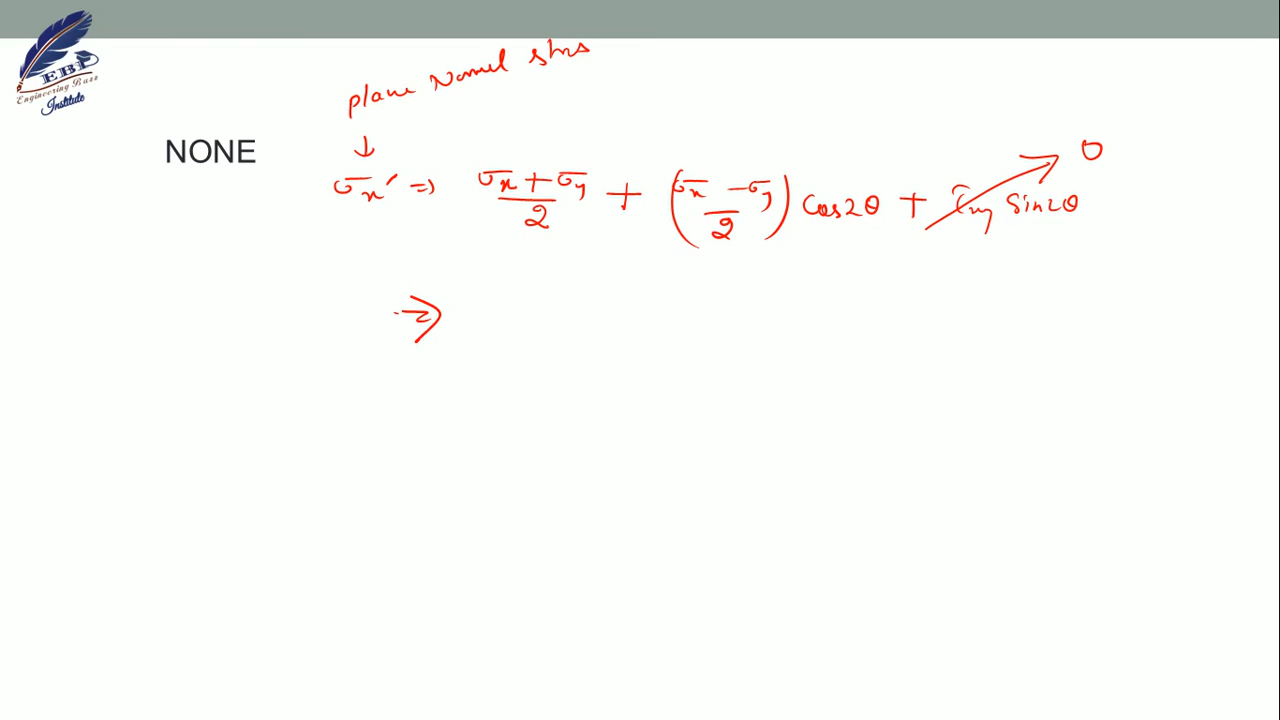 EBP
Engineering Buzz
Institute
plane Normal stress
↓
NONE
σx′ ⇒ σx + σy / 2 + (σx − σy / 2) cos2θ + τxy sin2θ → 0
⇒